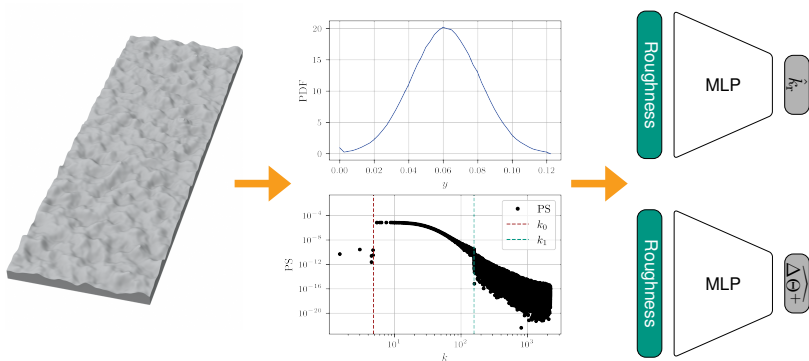 PDF
20
15
10
5
0
0.00 0.02 0.04 0.06 0.08 0.10 0.12
y
PS
10⁻⁴
10⁻⁸
10⁻¹²
10⁻¹⁶
10⁻²⁰
PS
k₀
k₁
10¹ 10² 10³
k
Roughness
MLP
k̂ᵣ
Roughness
MLP
ΔΘ⁺